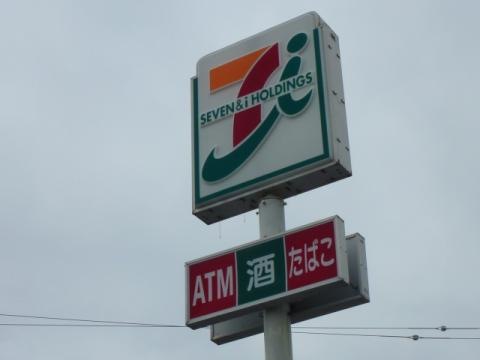 SEVEN&i HOLDINGS
ATM 酒 たばこ